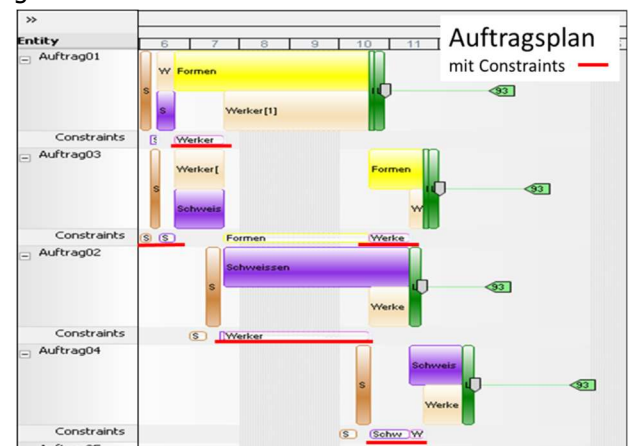 »
Entity
6 7 8 9 10 11
Auftragsplan
mit Constraints
Auftrag01
S W Formen
S Werker[1]
93
Constraints
Werker
Auftrag03
S Werker[ Formen
Schweis W
93
Constraints
S S Formen Werke
Auftrag02
S Schweissen
Werke
93
Constraints
S Werker
Auftrag04
S Schweis
Werke
93
Constraints
S Schw W